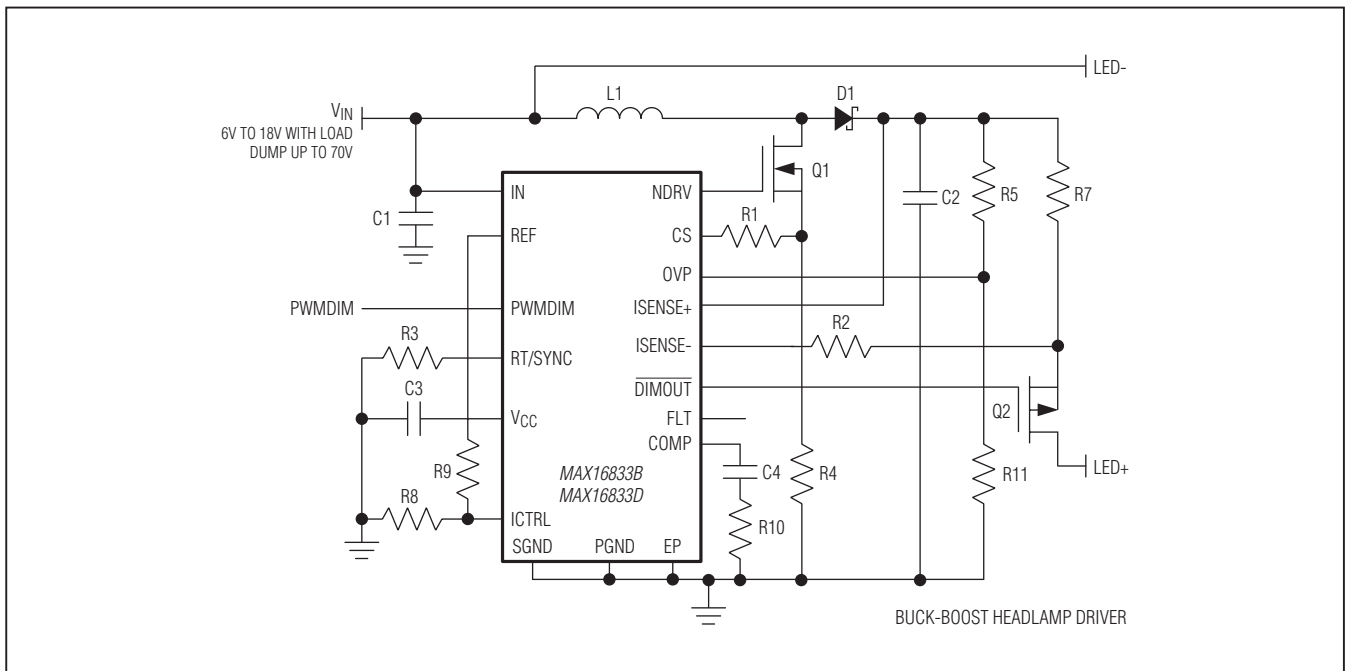 LED-
L1
D1
VIN
6V TO 18V WITH LOAD
DUMP UP TO 70V
Q1
IN
NDRV
C2
R5
R7
C1
R1
REF
CS
OVP
PWMDIM
PWMDIM
ISENSE+
R3
R2
RT/SYNC
ISENSE-
C3
DIMOUT
Q2
VCC
FLT
COMP
R9
MAX16833B
MAX16833D
C4
R4
R11
LED+
R8
ICTRL
R10
SGND
PGND
EP
BUCK-BOOST HEADLAMP DRIVER